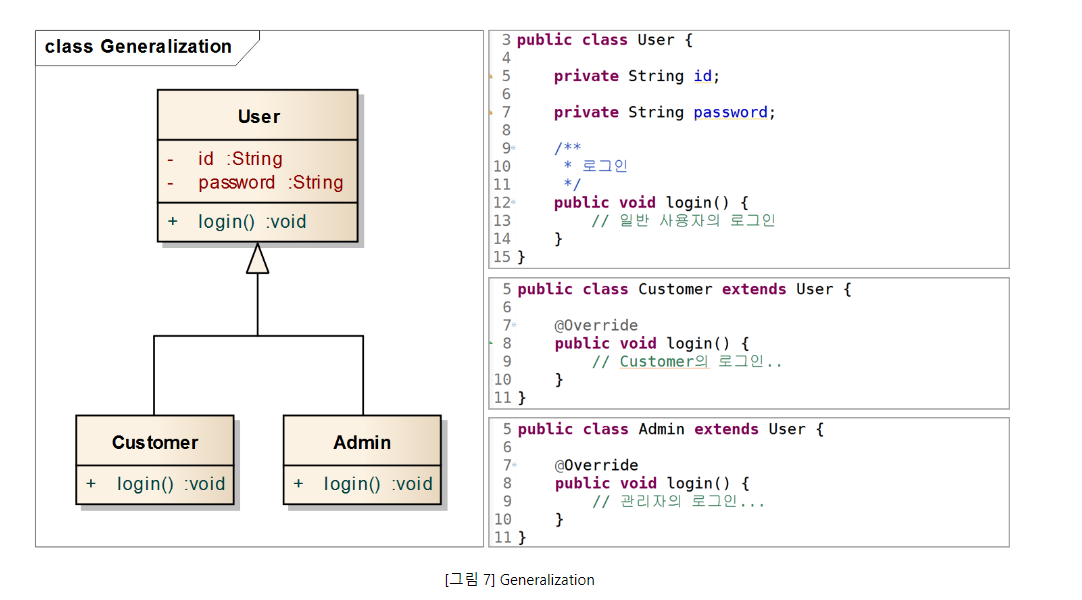 class Generalization
User
- id :String
- password :String
+ login() :void
Customer
+ login() :void
Admin
+ login() :void
3 public class User {
4
5 private String id;
6
7 private String password;
8
9 /**
10 * 로그인
11 */
12 public void login() {
13 // 일반 사용자의 로그인
14 }
15 }
5 public class Customer extends User {
6
7 @Override
8 public void login() {
9 // Customer의 로그인..
10 }
11 }
5 public class Admin extends User {
6
7 @Override
8 public void login() {
9 // 관리자의 로그인...
10 }
11 }
[그림 7] Generalization